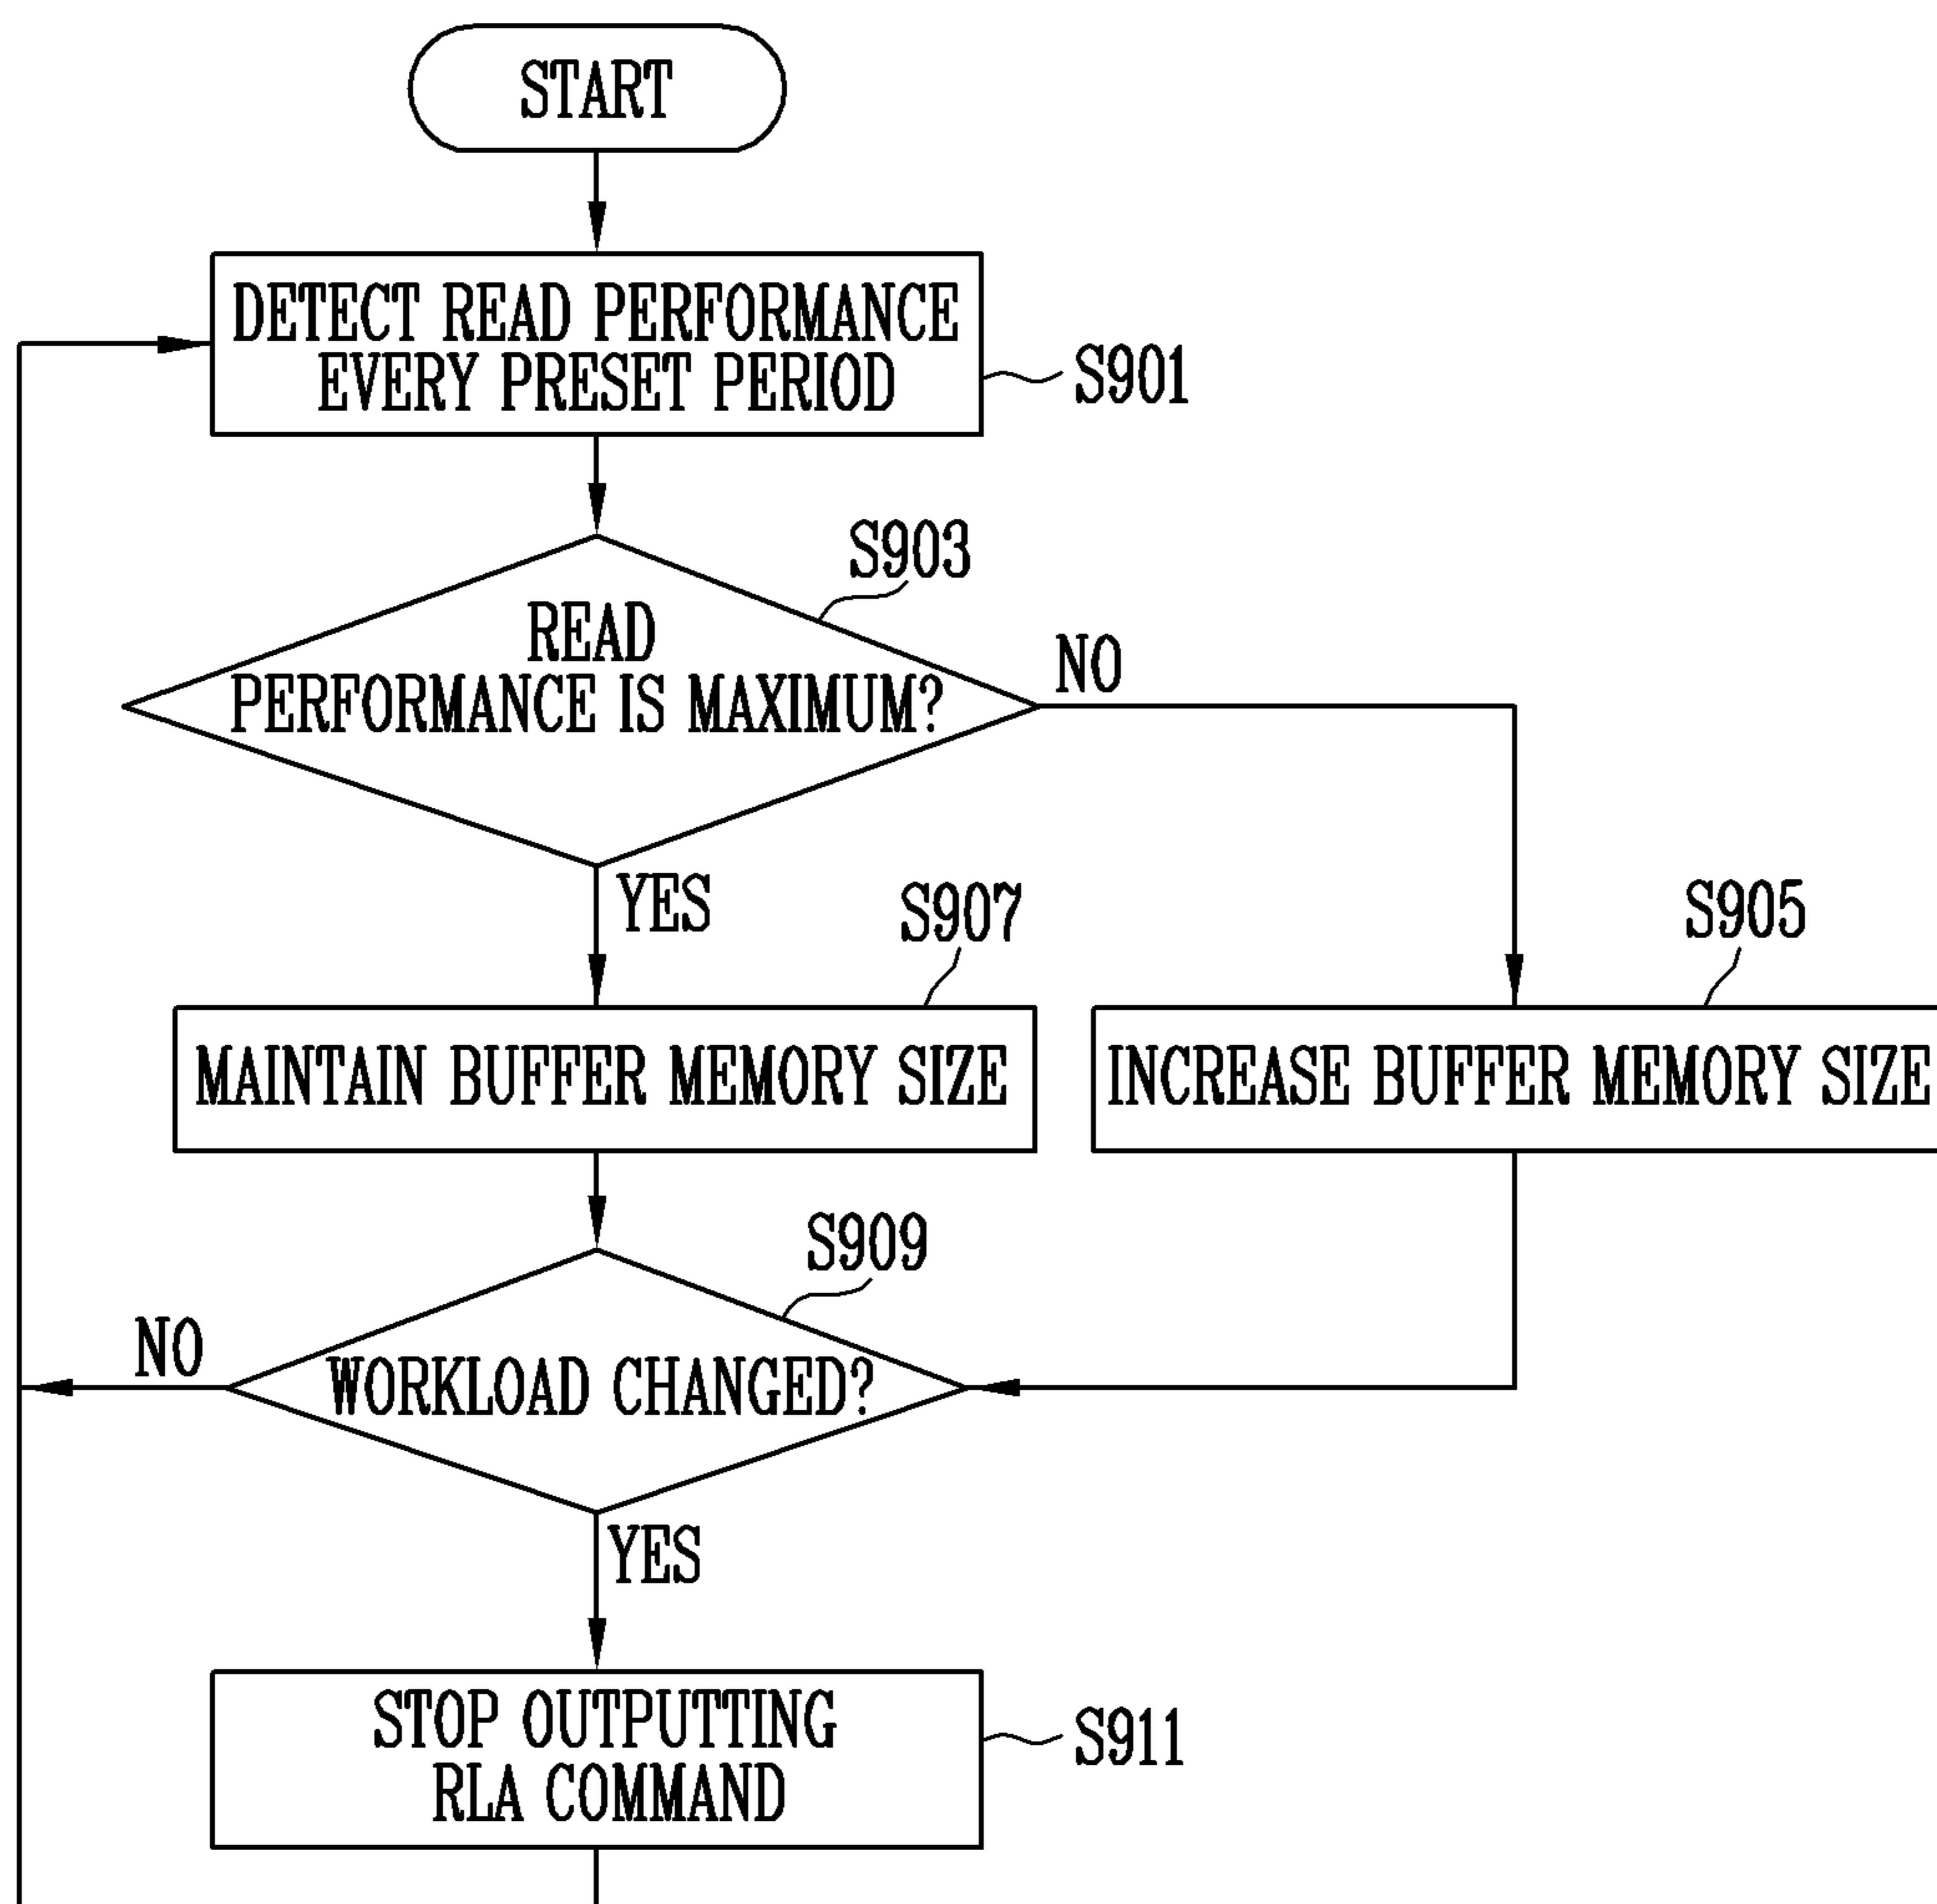 START
DETECT READ PERFORMANCE
EVERY PRESET PERIOD
S901
S903
READ
PERFORMANCE IS MAXIMUM?
NO
YES
S907
S905
MAINTAIN BUFFER MEMORY SIZE
INCREASE BUFFER MEMORY SIZE
S909
NO
WORKLOAD CHANGED?
YES
STOP OUTPUTTING
RLA COMMAND
S911